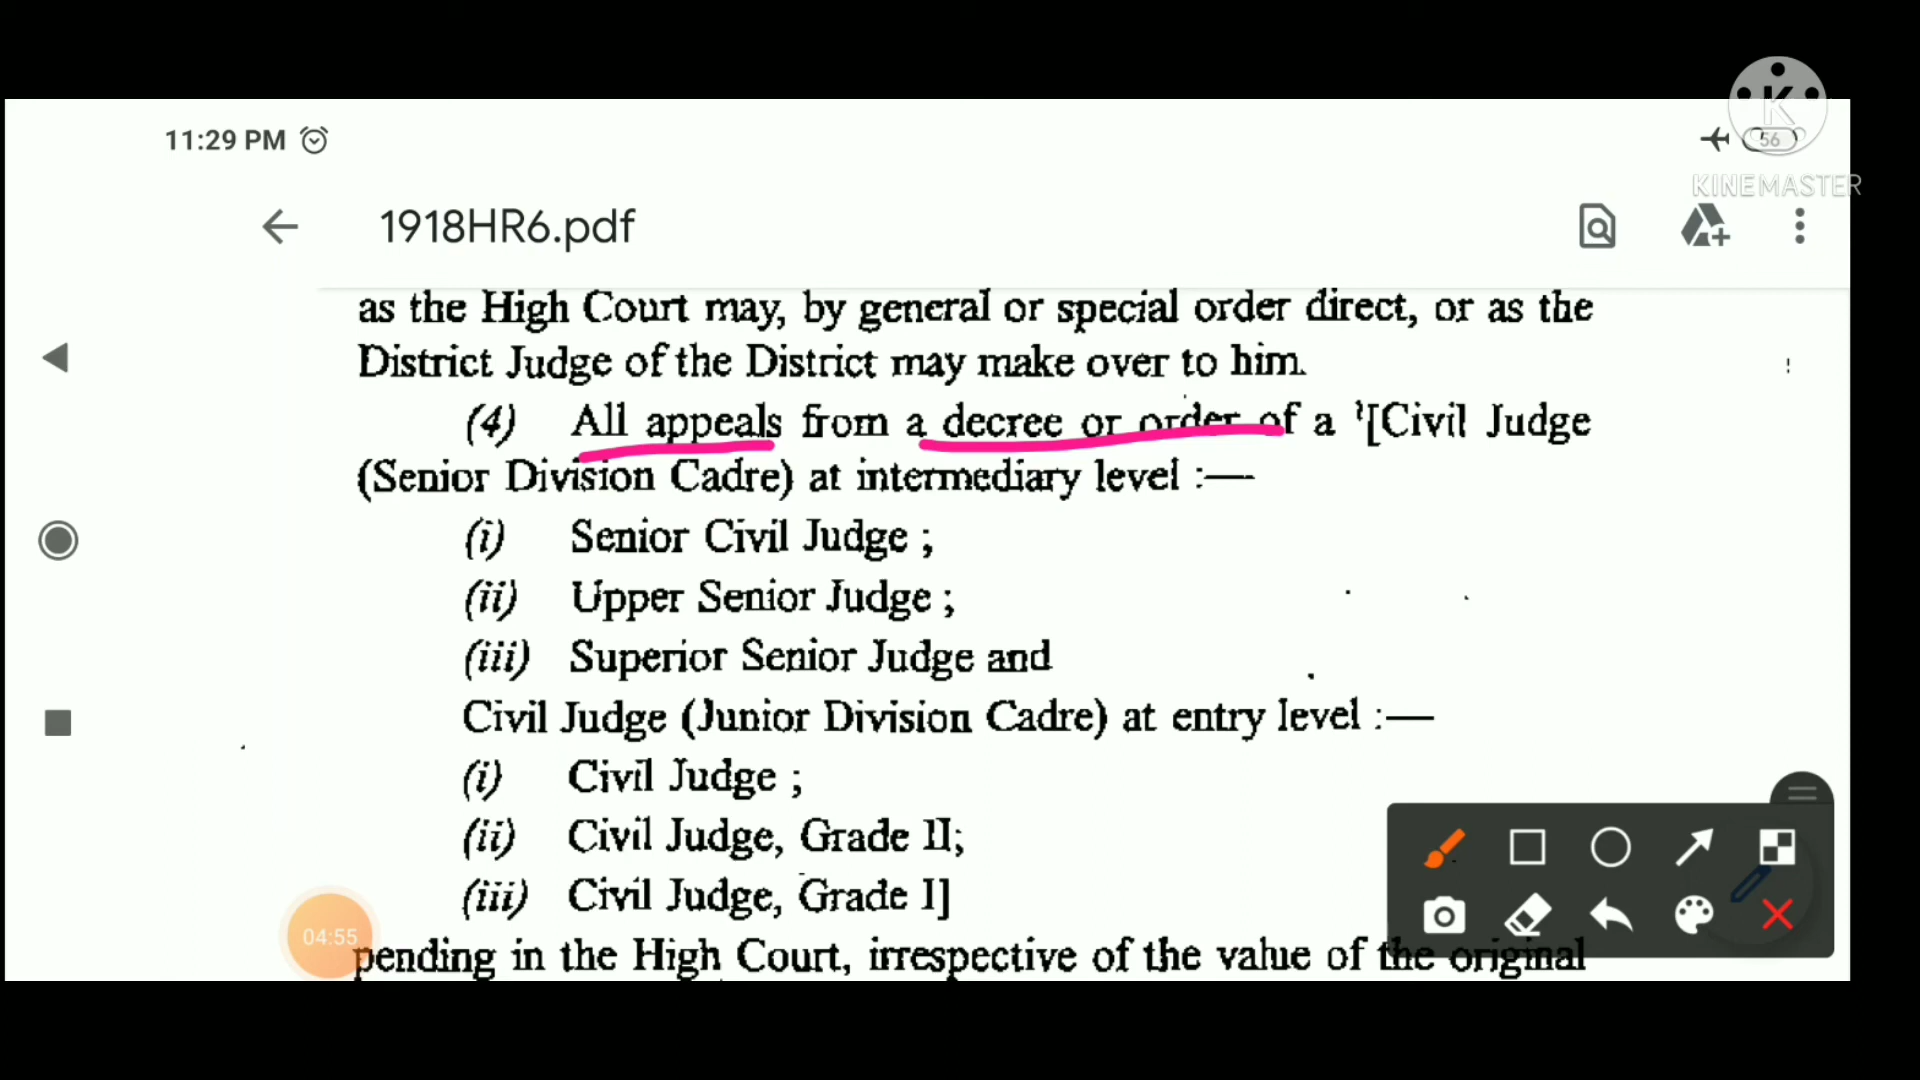 11:29 PM
56
KINEMASTER
1918HR6.pdf
as the High Court may, by general or special order direct, or as the
District Judge of the District may make over to him.
(4) All appeals from a decree or order of a ¹[Civil Judge
(Senior Division Cadre) at intermediary level :—
(i) Senior Civil Judge ;
(ii) Upper Senior Judge ;
(iii) Superior Senior Judge and
Civil Judge (Junior Division Cadre) at entry level :—
(i) Civil Judge ;
(ii) Civil Judge, Grade II;
(iii) Civil Judge, Grade I]
04:55
pending in the High Court, irrespective of the value of the original